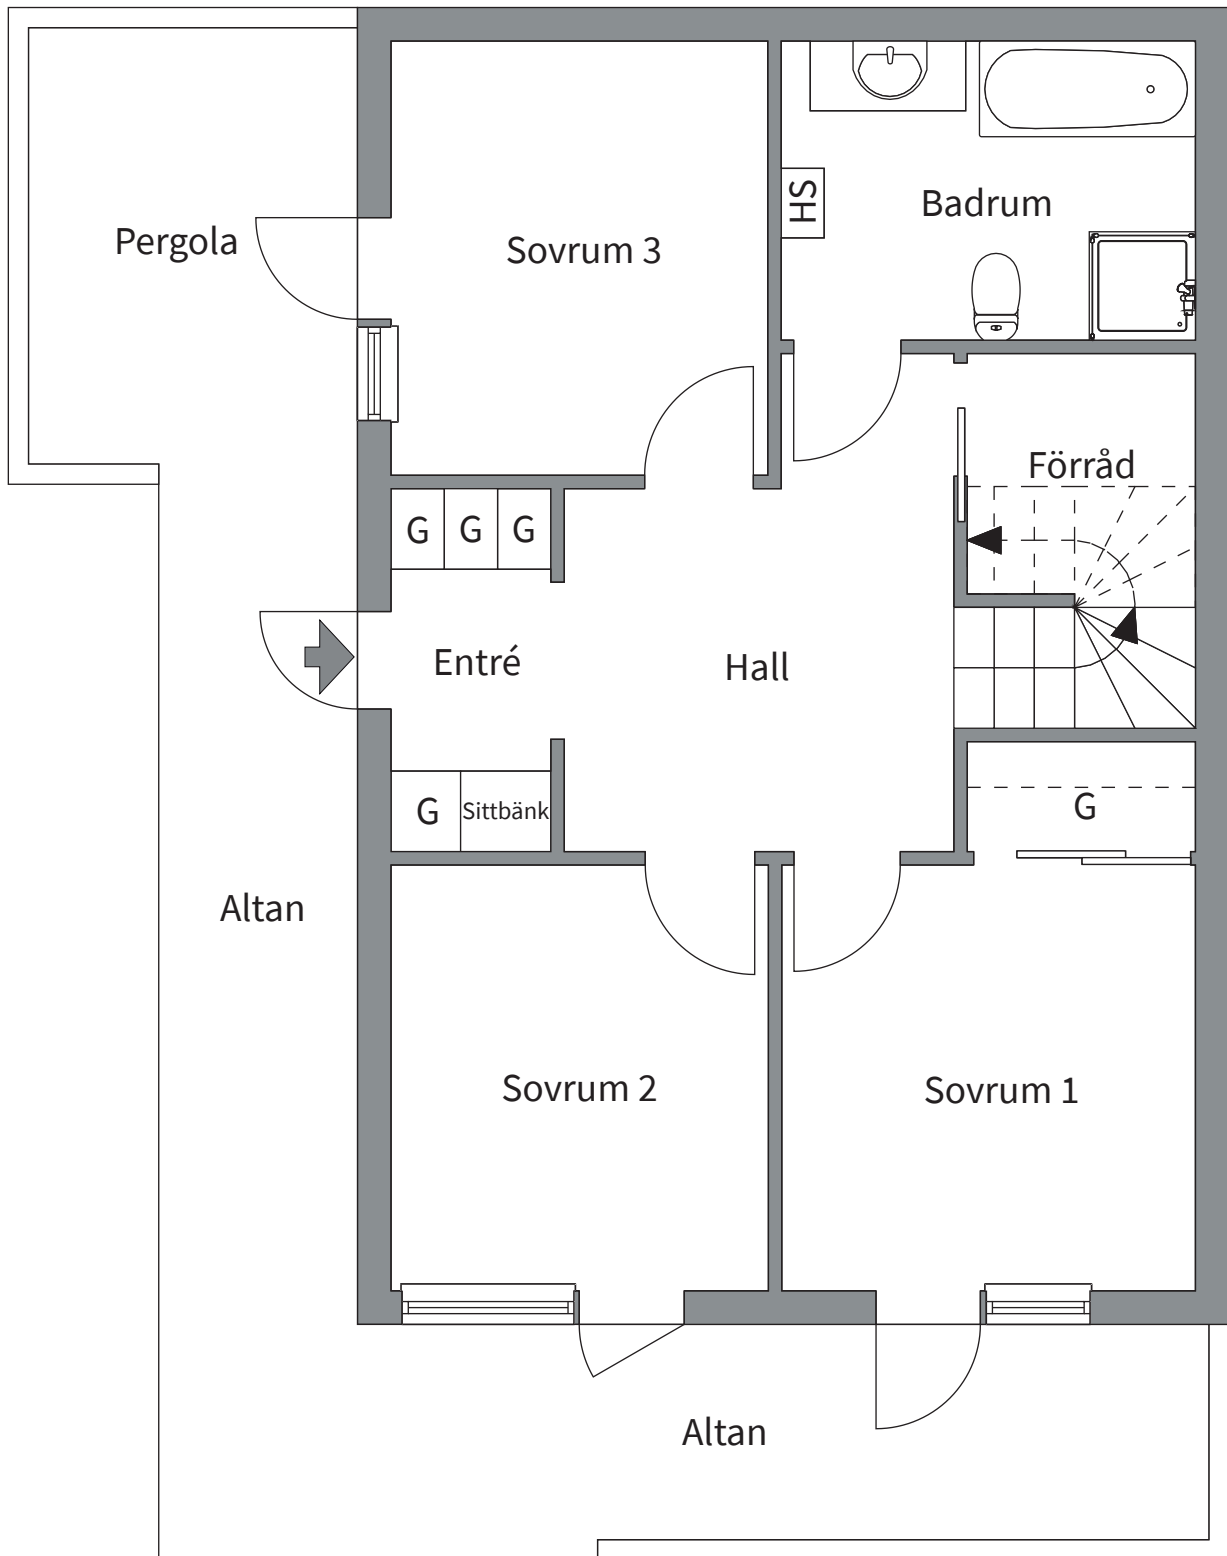 Badrum
HS
Pergola
Sovrum 3
Förråd
G
G
G
Entré
Hall
G
Sittbänk
G
Altan
Sovrum 2
Sovrum 1
Altan